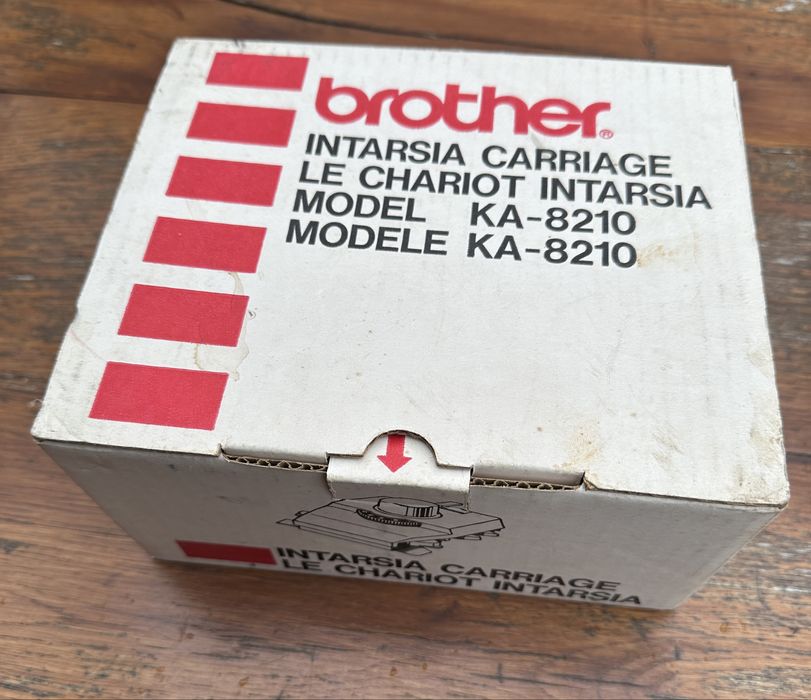 brother®
INTARSIA CARRIAGE
LE CHARIOT INTARSIA
MODEL KA-8210
MODELE KA-8210
INTARSIA CARRIAGE
LE CHARIOT INTARSIA